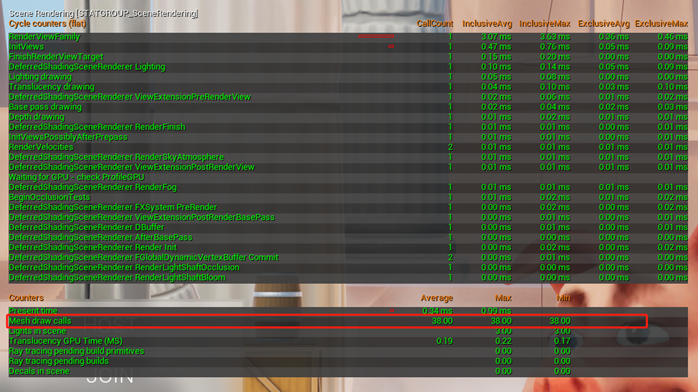 Scene Rendering [STATGROUP_SceneRendering]
Cycle counters (flat) CallCount InclusiveAvg InclusiveMax ExclusiveAvg ExclusiveMax
RenderViewFamily 1 3.07 ms 3.63 ms 0.36 ms 0.46 ms
InitViews 1 0.47 ms 0.76 ms 0.05 ms 0.09 ms
FinishRenderViewTarget 1 0.15 ms 0.20 ms 0.00 ms 0.00 ms
DeferredShadingSceneRenderer Lighting 1 0.10 ms 0.14 ms 0.05 ms 0.09 ms
Lighting drawing 1 0.05 ms 0.08 ms 0.00 ms 0.00 ms
Translucency drawing 1 0.04 ms 0.10 ms 0.03 ms 0.10 ms
DeferredShadingSceneRenderer ViewExtensionPreRenderView 1 0.02 ms 0.06 ms 0.01 ms 0.02 ms
Base pass drawing 1 0.02 ms 0.04 ms 0.02 ms 0.03 ms
Depth drawing 1 0.01 ms 0.02 ms 0.01 ms 0.01 ms
DeferredShadingSceneRenderer RenderFinish 1 0.01 ms 0.01 ms 0.00 ms 0.01 ms
InitViewsPossiblyAfterPrepass 1 0.01 ms 0.01 ms 0.00 ms 0.01 ms
RenderVelocities 2 0.01 ms 0.01 ms 0.01 ms 0.01 ms
DeferredShadingSceneRenderer RenderSkyAtmosphere 1 0.01 ms 0.01 ms 0.01 ms 0.01 ms
DeferredShadingSceneRenderer ViewExtensionPostRenderView 1 0.01 ms 0.01 ms 0.01 ms 0.01 ms
Waiting for GPU - check ProfileGPU
DeferredShadingSceneRenderer RenderFog 1 0.01 ms 0.01 ms 0.01 ms 0.01 ms
BeginOcclusionTests 1 0.01 ms 0.02 ms 0.01 ms 0.02 ms
DeferredShadingSceneRenderer FXSystem PreRender 1 0.00 ms 0.02 ms 0.00 ms 0.02 ms
DeferredShadingSceneRenderer ViewExtensionPostRenderBasePass 1 0.00 ms 0.01 ms 0.00 ms 0.01 ms
DeferredShadingSceneRenderer DBuffer 1 0.00 ms 0.01 ms 0.00 ms 0.01 ms
DeferredShadingSceneRenderer AfterBasePass 1 0.00 ms 0.00 ms 0.00 ms 0.00 ms
DeferredShadingSceneRenderer Render Init 1 0.00 ms 0.02 ms 0.00 ms 0.02 ms
DeferredShadingSceneRenderer FGlobalDynamicVertexBuffer Commit 2 0.00 ms 0.01 ms 0.00 ms 0.00 ms
DeferredShadingSceneRenderer RenderLightShaftOcclusion 1 0.00 ms 0.00 ms 0.00 ms 0.00 ms
DeferredShadingSceneRenderer RenderLightShaftBloom 1 0.00 ms 0.00 ms 0.00 ms 0.00 ms
Counters Average Max Min
Present time 0.34 ms 0.99 ms
Mesh draw calls 38.00 38.00 38.00
HOST
Lights in scene 3.00 3.00
Translucency GPU Time (MS) 0.19 0.22 0.17
Ray tracing pending build primitives 0.00 0.00
Ray tracing pending builds 0.00 0.00
Decals in scene 0.00 0.00
JOIN